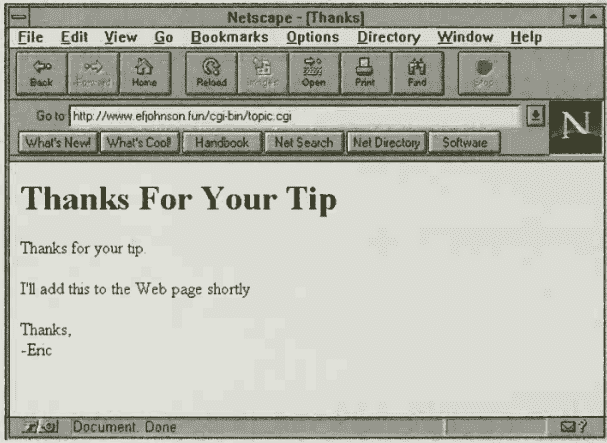 Netscape - [Thanks]
File Edit View Go Bookmarks Options Directory Window Help
Back Forward Home Reload Images Open Print Find Stop
Go to http://www.efjohnson.fun/cgi-bin/topic.cgi
N
What's New! What's Cool! Handbook Net Search Net Directory Software
Thanks For Your Tip
Thanks for your tip.
I'll add this to the Web page shortly
Thanks,
-Eric
Document: Done
?